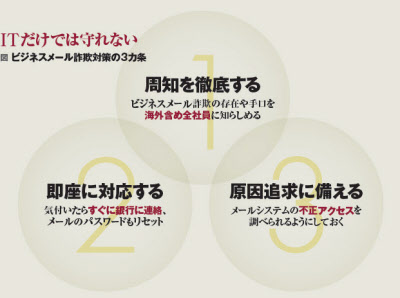 ITだけでは守れない
ビジネスメール詐欺対策の3カ条
1
周知を徹底する
ビジネスメール詐欺の存在や手口を
海外含め全社員に知らしめる
2
即座に対応する
気付いたらすぐに銀行に連絡、
メールのパスワードもリセット
3
原因追求に備える
メールシステムの不正アクセスを
調べられるようにしておく